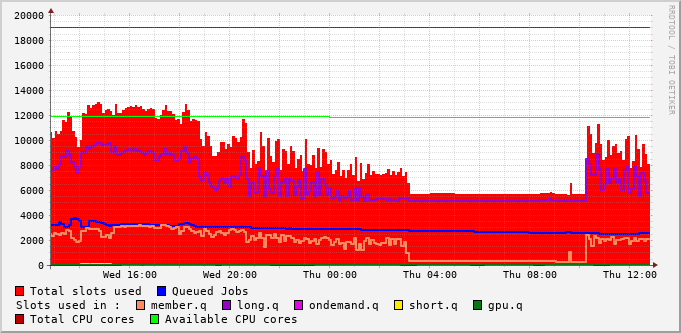 20000
18000
16000
14000
12000
10000
8000
6000
4000
2000
0
Wed 16:00 Wed 20:00 Thu 00:00 Thu 04:00 Thu 08:00 Thu 12:00
RRDTOOL / TOBI OETIKER
Total slots used Queued Jobs
Slots used in : member.q long.q ondemand.q short.q gpu.q
Total CPU cores Available CPU cores